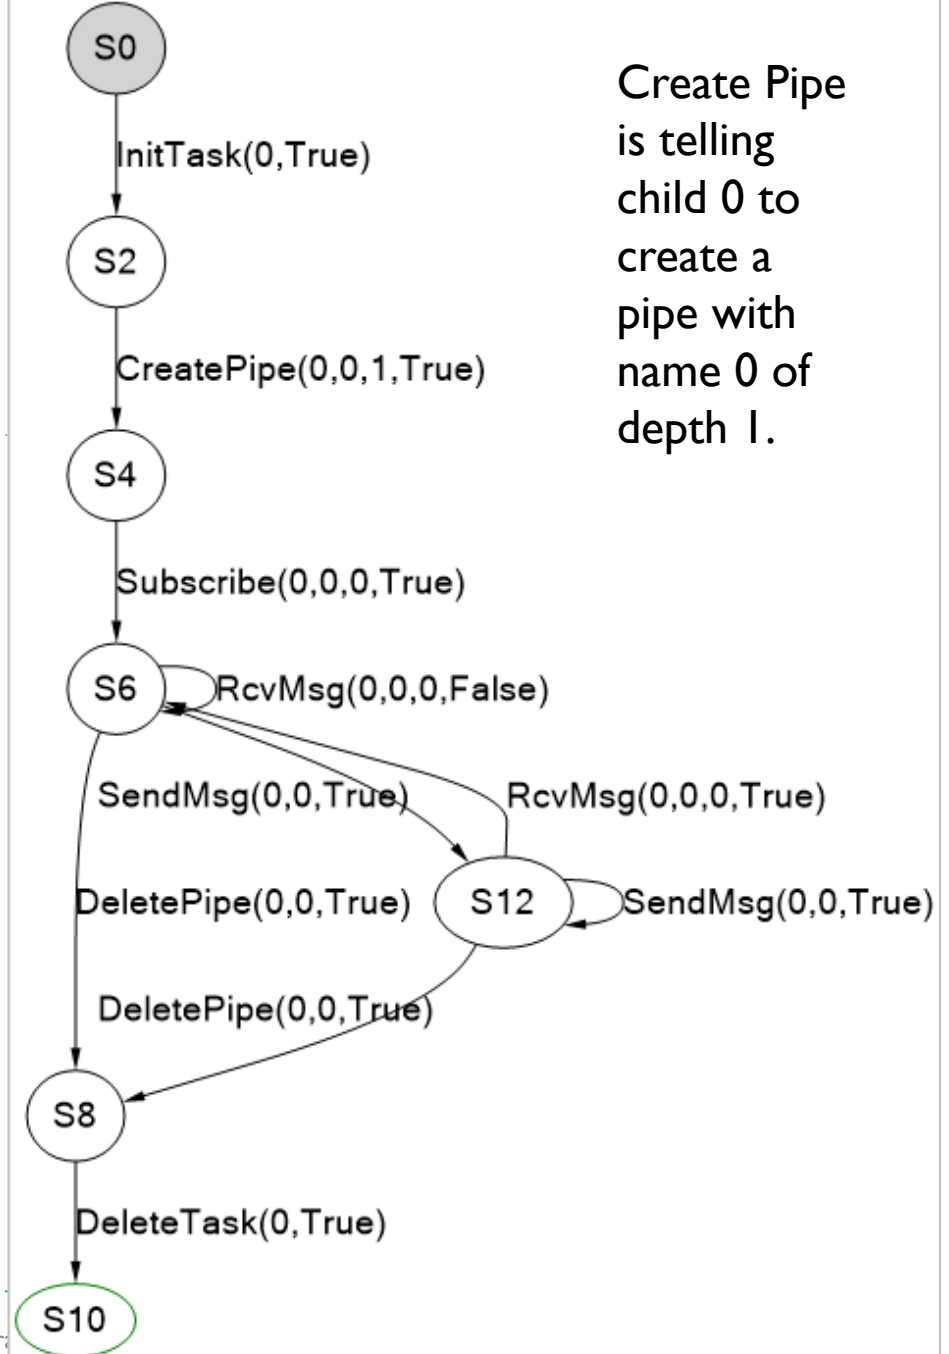 S0
Create Pipe
is telling
child 0 to
create a
pipe with
name 0 of
depth 1.
InitTask(0,True)
S2
CreatePipe(0,0,1,True)
S4
Subscribe(0,0,0,True)
S6
RcvMsg(0,0,0,False)
SendMsg(0,0,True)
RcvMsg(0,0,0,True)
DeletePipe(0,0,True)
S12
SendMsg(0,0,True)
DeletePipe(0,0,True)
S8
DeleteTask(0,True)
S10